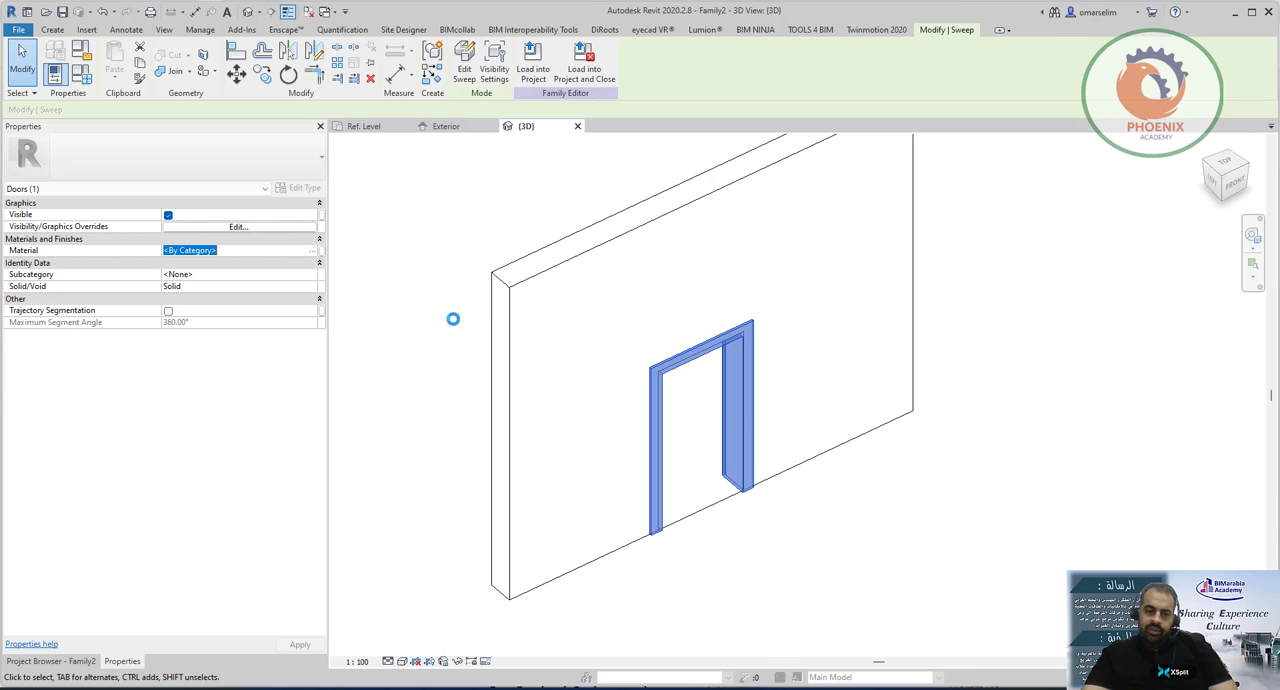 Autodesk Revit 2020.2.8 - Family2 - 3D View: {3D}
omarselim
File Create Insert Annotate View Manage Add-Ins Enscape™ Quantification Site Designer BIMcollab BIM Interoperability Tools DiRoots eyecad VR® Lumion® BIM NINJA TOOLS 4 BIM Twinmotion 2020 Modify | Sweep
Modify
Paste
Cut
Join
Edit Sweep
Visibility Settings
Load into Project
Load into Project and Close
Select Properties Clipboard Geometry Modify Measure Create Mode Family Editor
Modify | Sweep
PHOENIX
ACADEMY
Properties
Ref. Level Exterior {3D}
R
TOP
LEFT
FRONT
Doors (1) Edit Type
Graphics
Visible
Visibility/Graphics Overrides Edit...
Materials and Finishes
Material <By Category>
Identity Data
Subcategory <None>
Solid/Void Solid
Other
Trajectory Segmentation
Maximum Segment Angle 360.00°
الرسالة :
BIMarabia
Academy
Sharing Experience
Culture
XSplit
Properties help Apply
Project Browser - Family2 Properties
1 : 100
Click to select, TAB for alternates, CTRL adds, SHIFT unselects.
:0
Main Model